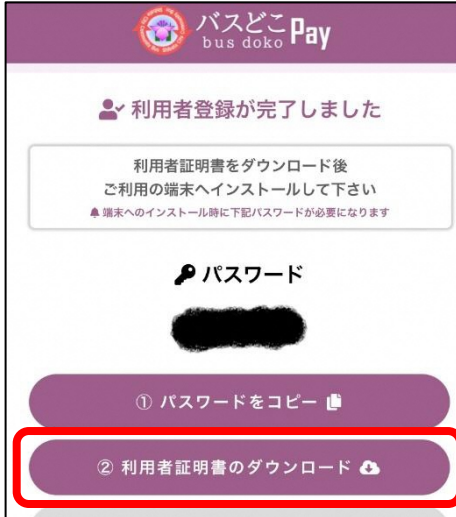 バスどこ Pay
bus doko
利用者登録が完了しました
利用者証明書をダウンロード後
ご利用の端末へインストールして下さい
端末へのインストール時に下記パスワードが必要になります
パスワード
① パスワードをコピー
② 利用者証明書のダウンロード